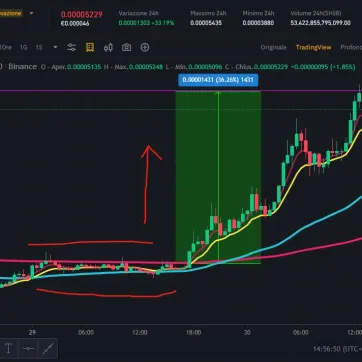 vazione 0.00005229 Variazione 24h Massimo 24h Minimo 24h Volume 24h(SHIB)
€0.000046 0.00001303 +33.19% 0.00005435 0.00003880 53,422,855,795,099.00
Ore 1G 1S Originale TradingView Profond
Binance O - Aper.0.00005135 H - Max.0.00005248 L - Min.0.00005096 C - Chius.0.00005229 +0.00000095 (+1.85%)
0.00001431 (36.26%) 1431
29 06:00 12:00 18:00 30 06:00 12:00
14:56:50 (UTC